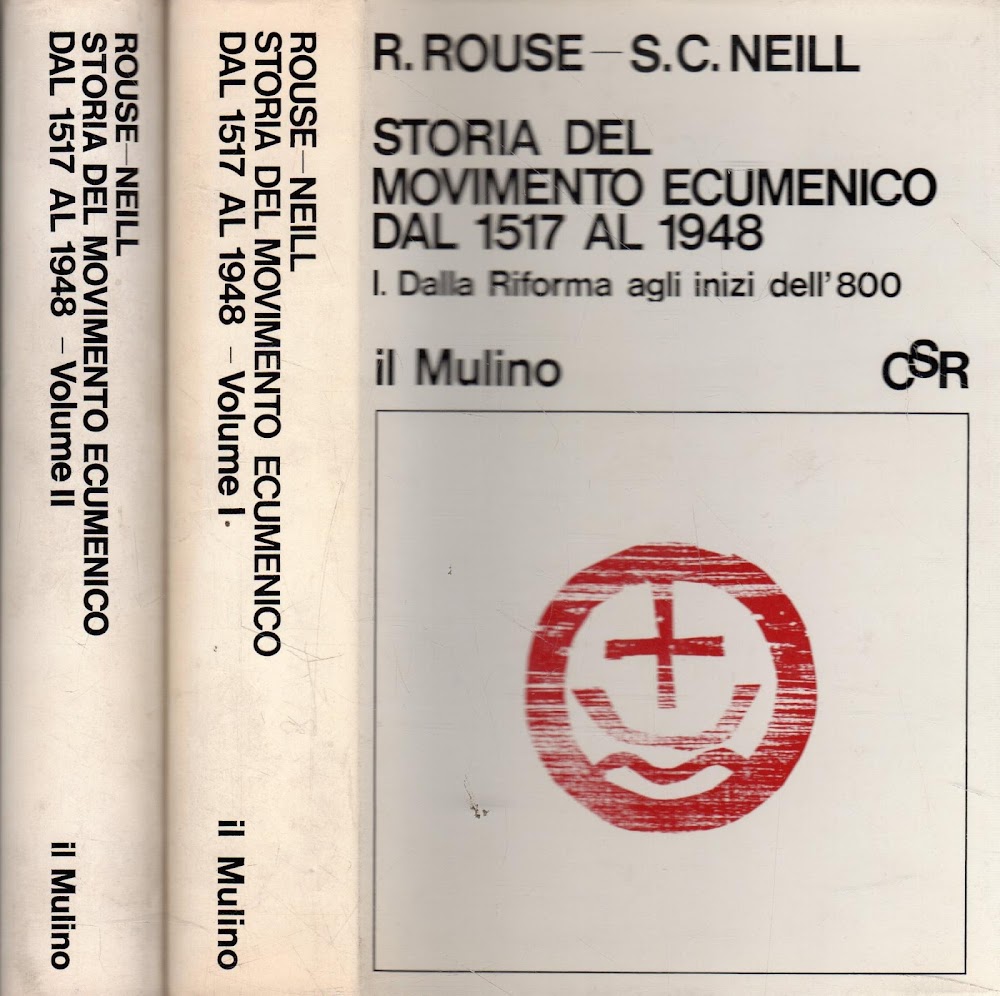 ROUSE—NEILL
STORIA DEL MOVIMENTO ECUMENICO
DAL 1517 AL 1948 – Volume II
il Mulino
ROUSE—NEILL
STORIA DEL MOVIMENTO ECUMENICO
DAL 1517 AL 1948 – Volume I.
il Mulino
R. ROUSE—S.C. NEILL
STORIA DEL
MOVIMENTO ECUMENICO
DAL 1517 AL 1948
I. Dalla Riforma agli inizi dell'800
il Mulino
CSR